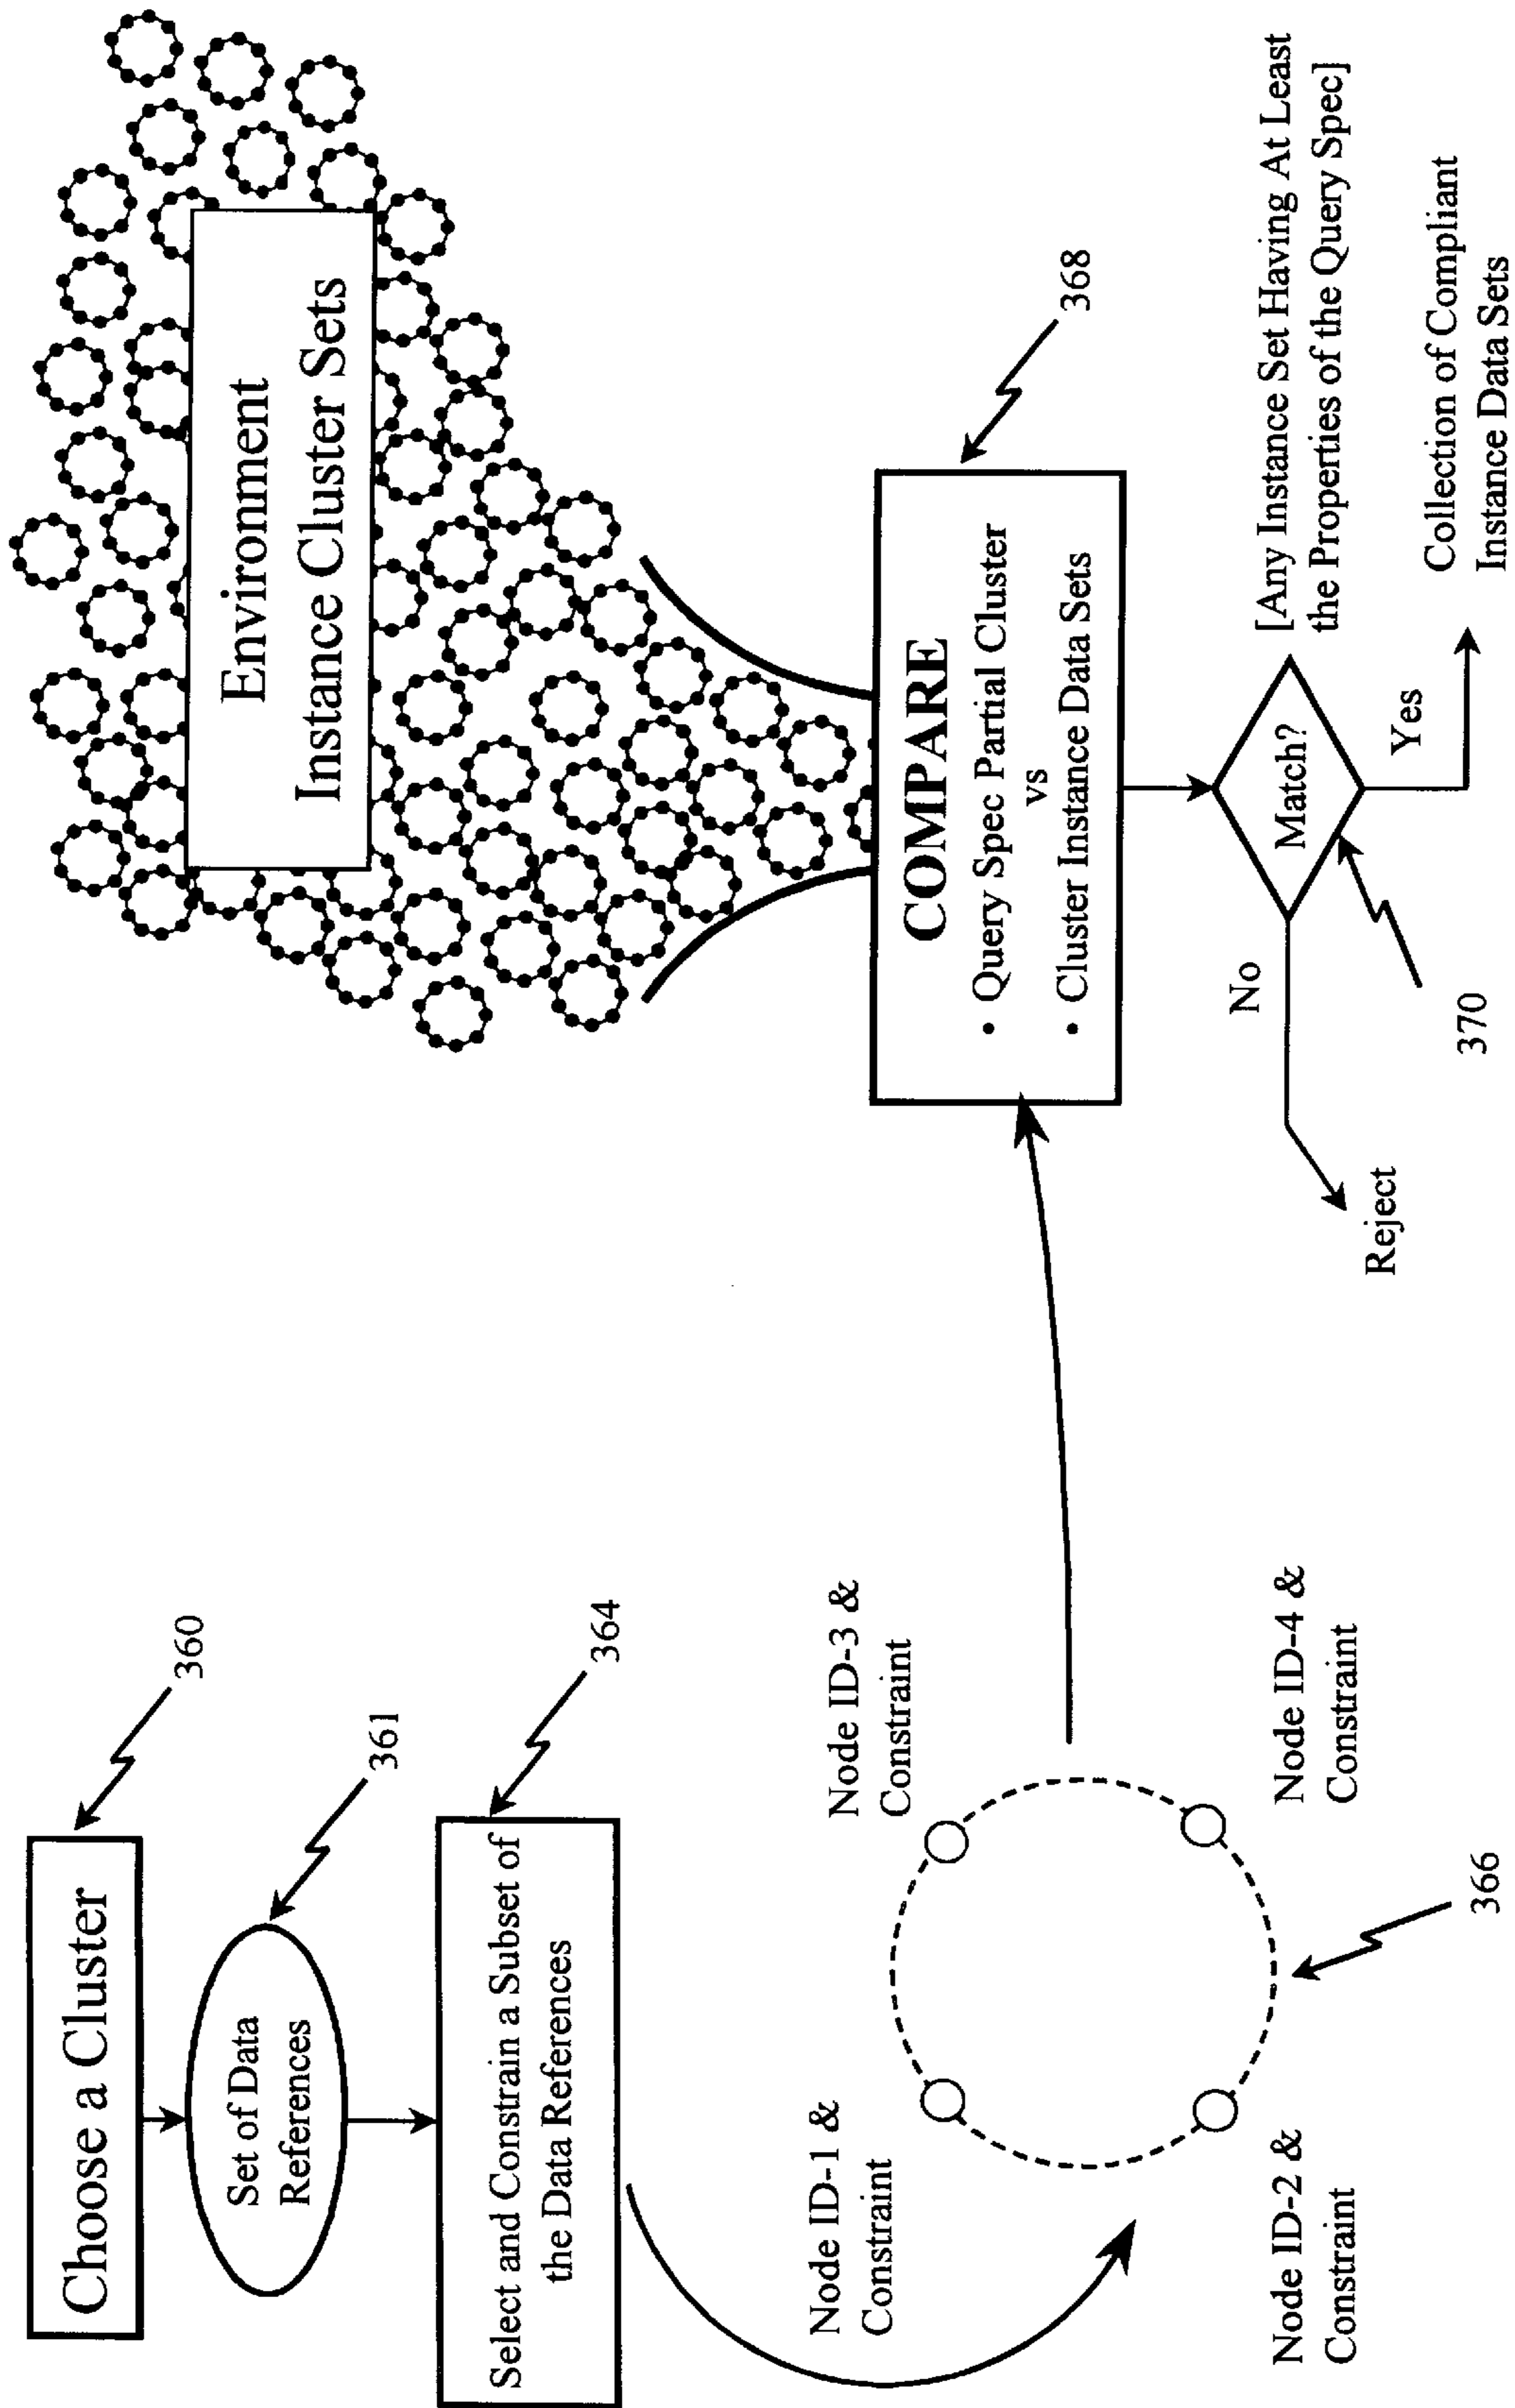 Choose a Cluster
360
Set of Data
References
361
Select and Constrain a Subset of
the Data References
364
Node ID-1 &
Constraint
Node ID-3 &
Constraint
Node ID-2 &
Constraint
Node ID-4 &
Constraint
366
Environment
Instance Cluster Sets
COMPARE
• Query Spec Partial Cluster
vs
• Cluster Instance Data Sets
368
Match?
370
No
Reject
Yes
[Any Instance Set Having At Least
the Properties of the Query Spec]
Collection of Compliant
Instance Data Sets